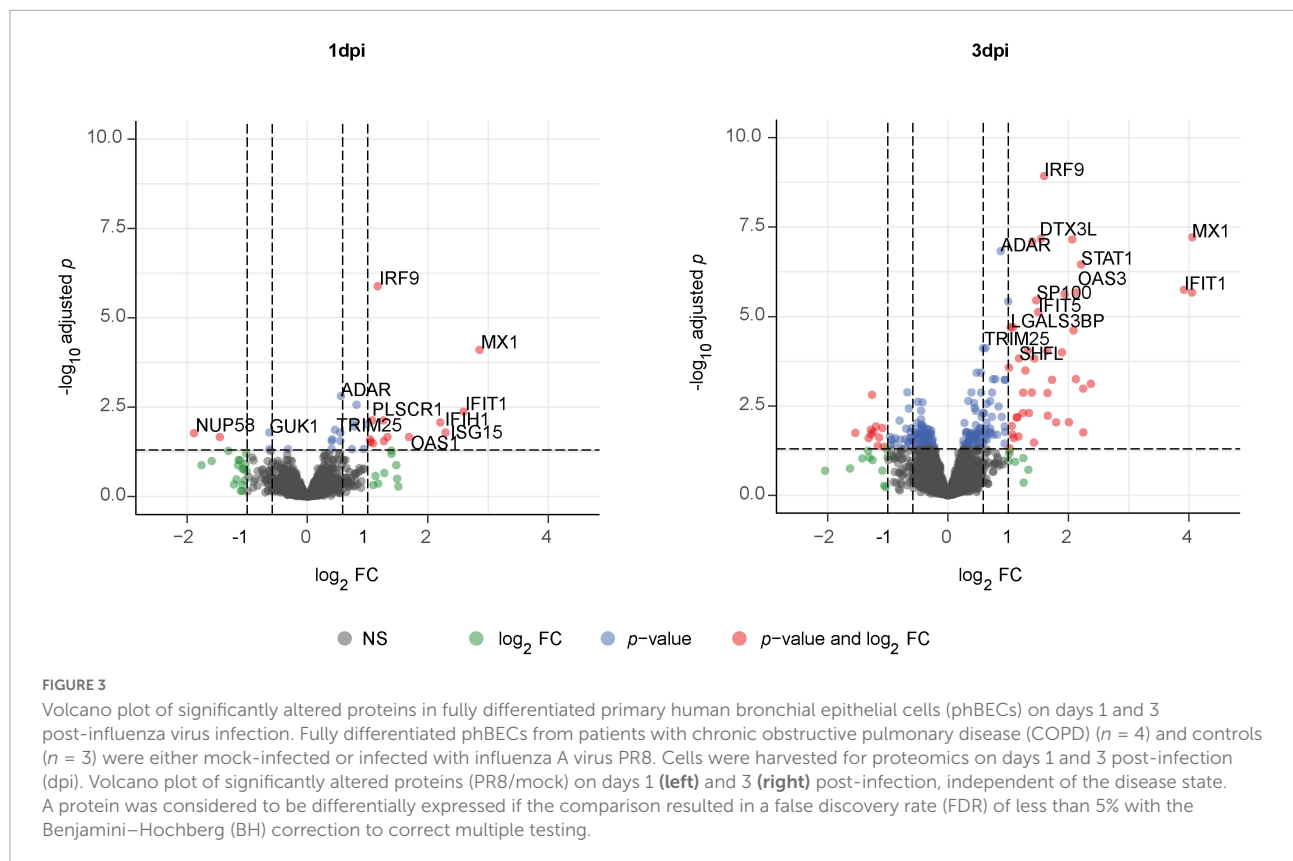 1dpi
3dpi
10.0
7.5
5.0
2.5
0.0
-log10 adjusted p
IRF9
MX1
ADAR
IFIT1
PLSCR1
IFIH1
NUP58
GUK1
TRIM25
ISG15
OAS1
−2
-1
0
1
2
4
log2 FC
10.0
7.5
5.0
2.5
0.0
-log10 adjusted p
IRF9
DTX3L
MX1
ADAR
STAT1
OAS3
IFIT1
SP100
IFIT5
LGALS3BP
TRIM25
SHFL
−2
-1
0
1
2
4
log2 FC
NS
log2 FC
p−value
p−value and log2 FC
FIGURE 3
Volcano plot of significantly altered proteins in fully differentiated primary human bronchial epithelial cells (phBECs) on days 1 and 3
post-influenza virus infection. Fully differentiated phBECs from patients with chronic obstructive pulmonary disease (COPD) (n = 4) and controls
(n = 3) were either mock-infected or infected with influenza A virus PR8. Cells were harvested for proteomics on days 1 and 3 post-infection
(dpi). Volcano plot of significantly altered proteins (PR8/mock) on days 1 (left) and 3 (right) post-infection, independent of the disease state.
A protein was considered to be differentially expressed if the comparison resulted in a false discovery rate (FDR) of less than 5% with the
Benjamini–Hochberg (BH) correction to correct multiple testing.